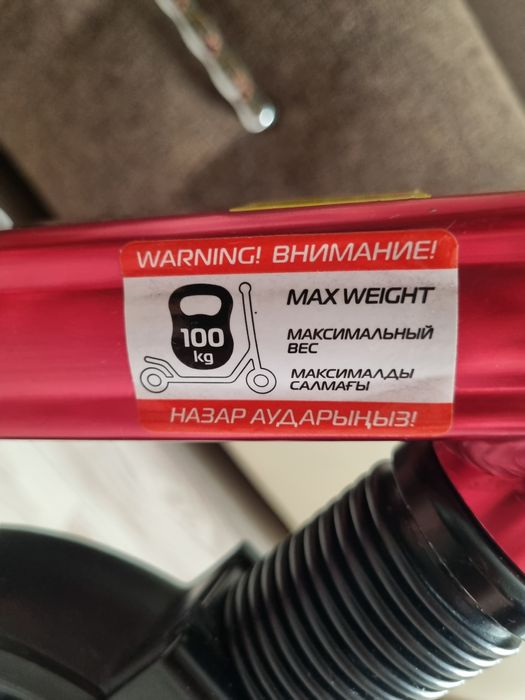 WARNING! ВНИМАНИЕ!
100
kg
MAX WEIGHT
МАКСИМАЛЬНЫЙ
ВЕС
МАКСИМАЛДЫ
САЛМАҒЫ
НАЗАР АУДАРЫҢЫЗ!